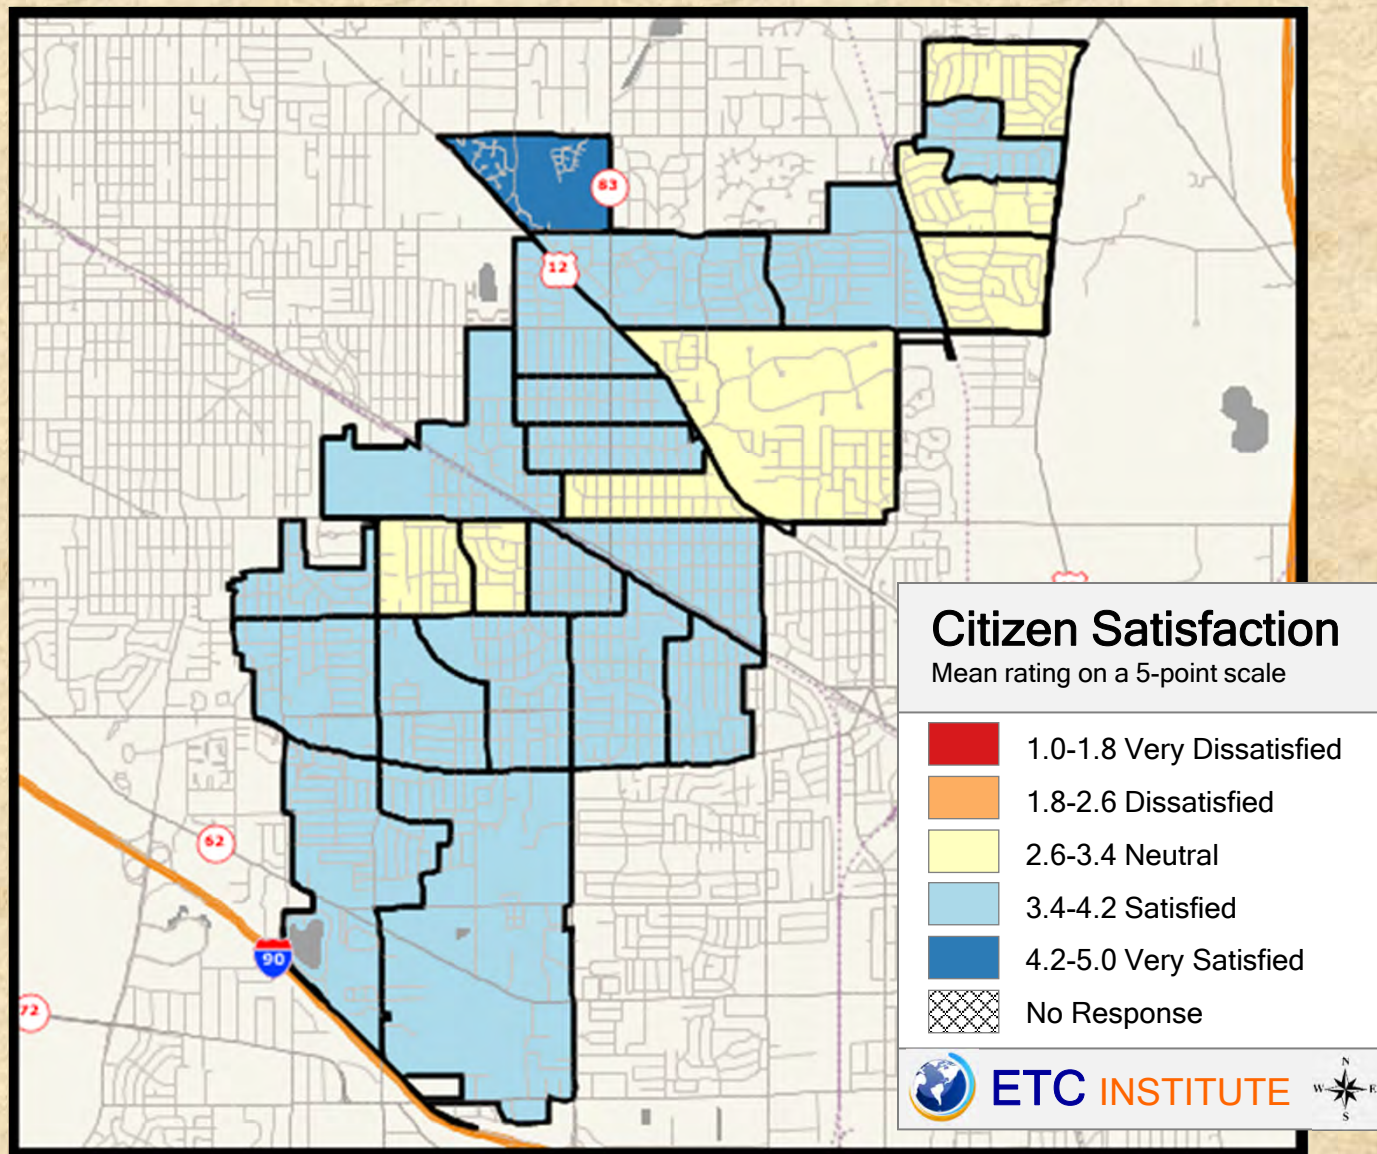 83
12
62
90
72
Citizen Satisfaction
Mean rating on a 5-point scale
1.0-1.8 Very Dissatisfied
1.8-2.6 Dissatisfied
2.6-3.4 Neutral
3.4-4.2 Satisfied
4.2-5.0 Very Satisfied
No Response
ETC INSTITUTE
N
W E
S